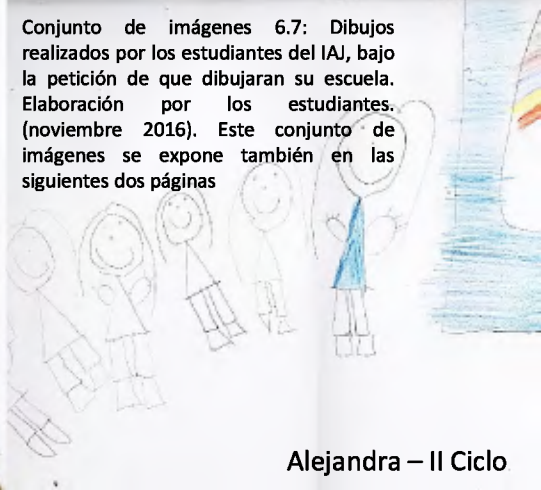 Conjunto de imágenes 6.7: Dibujos
realizados por los estudiantes del IAJ, bajo
la petición de que dibujaran su escuela.
Elaboración por los estudiantes.
(noviembre 2016). Este conjunto de
imágenes se expone también en las
siguientes dos páginas
Alejandra – II Ciclo